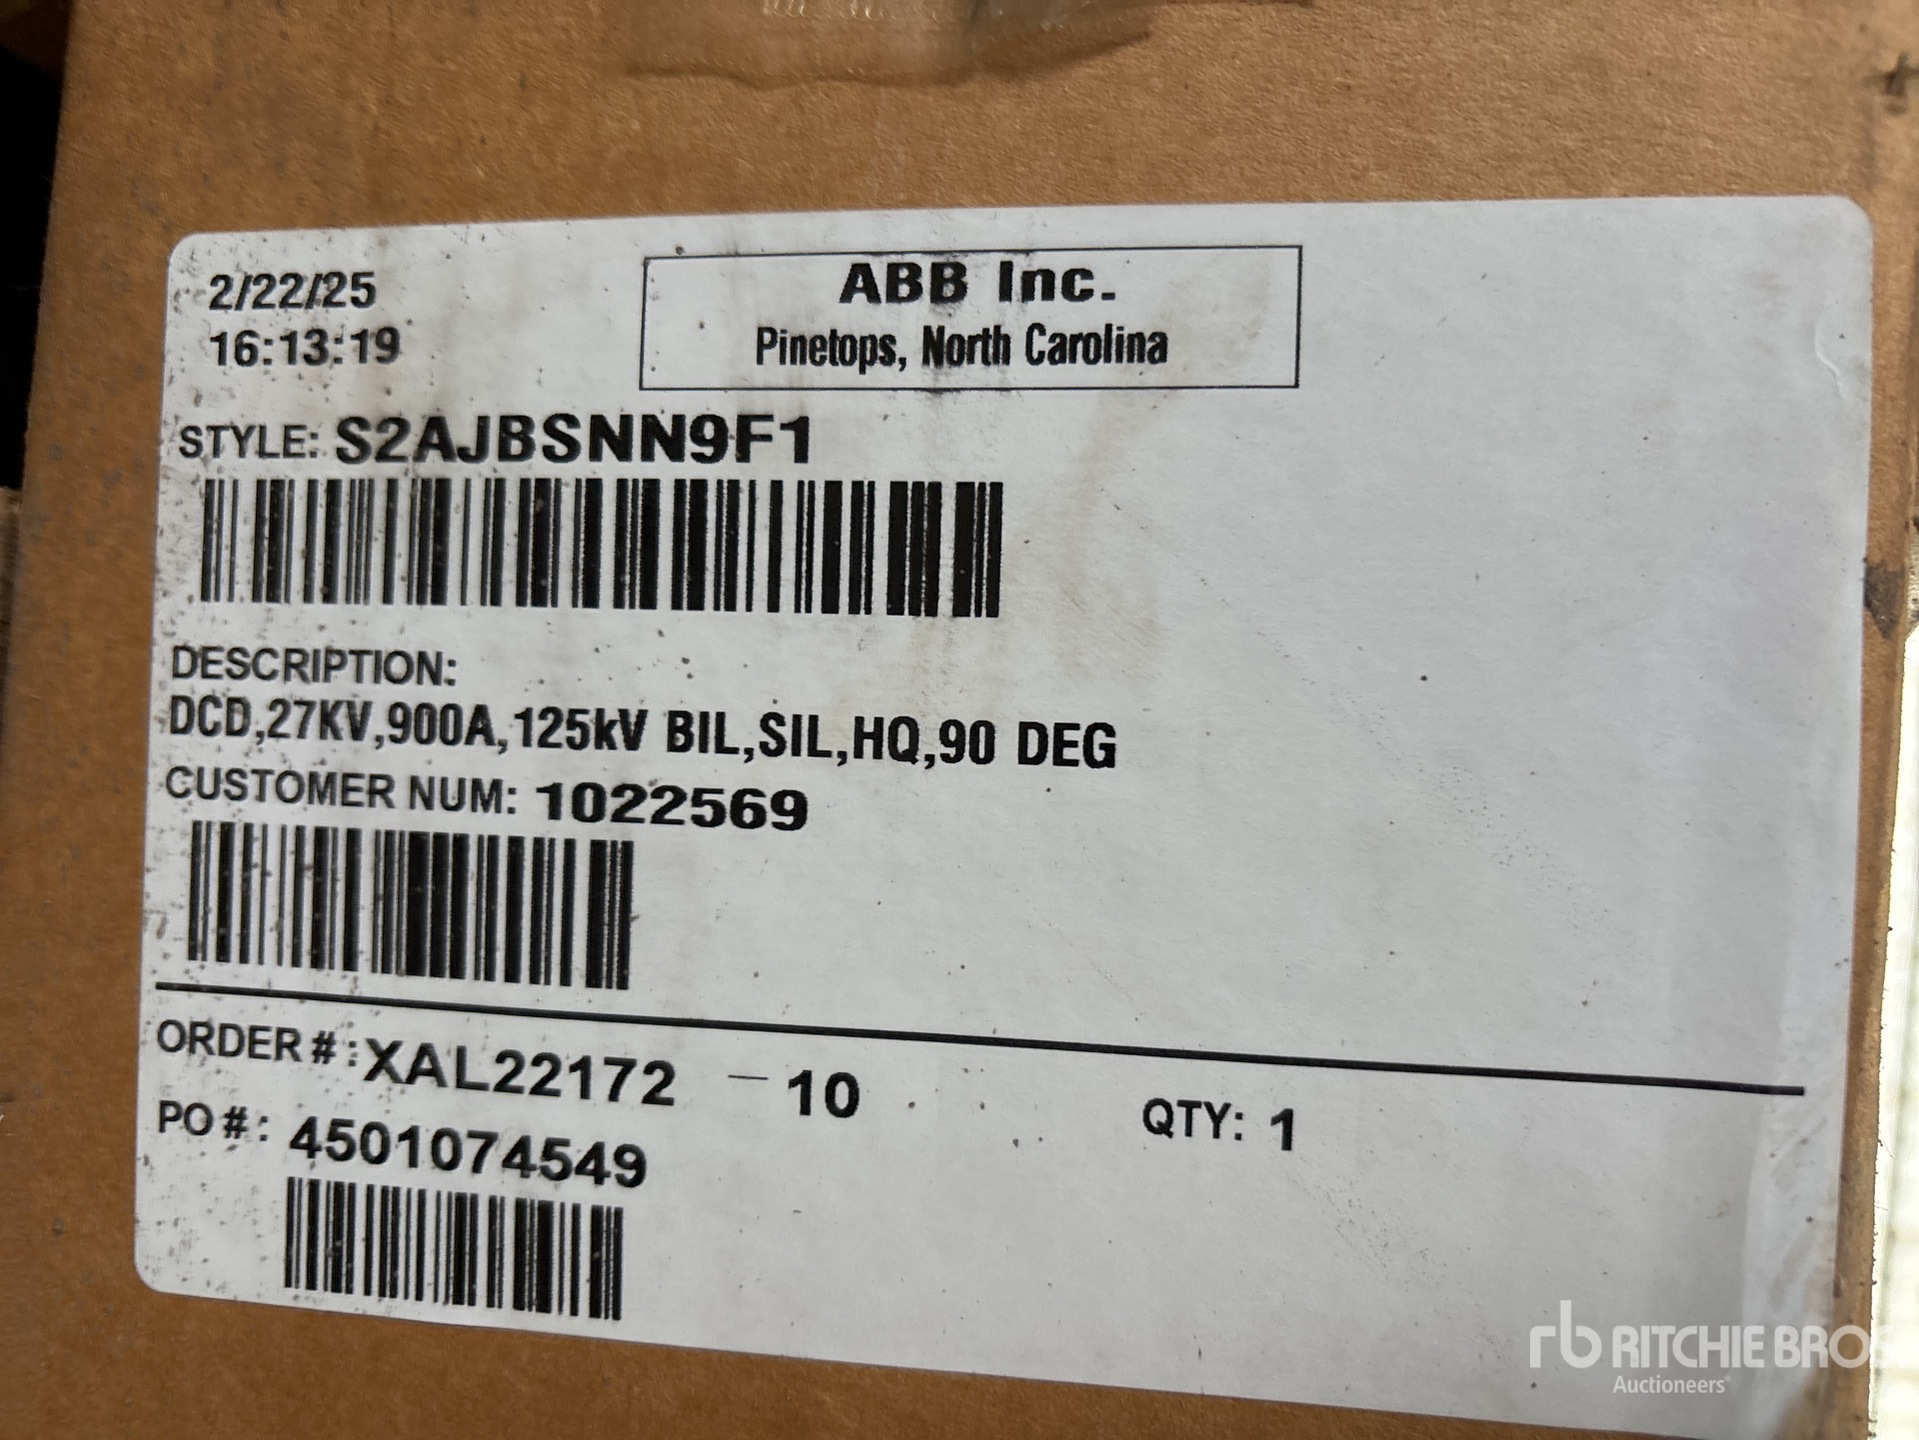 2/22/25
16:13:19
ABB Inc.
Pinetops, North Carolina
STYLE: S2AJBSNN9F1
DESCRIPTION:
DCD,27KV,900A,125kV BIL,SIL,HQ,90 DEG
CUSTOMER NUM: 1022569
ORDER #: XAL22172 - 10
QTY: 1
PO #: 4501074549
rb RITCHIE BROS
Auctioneers